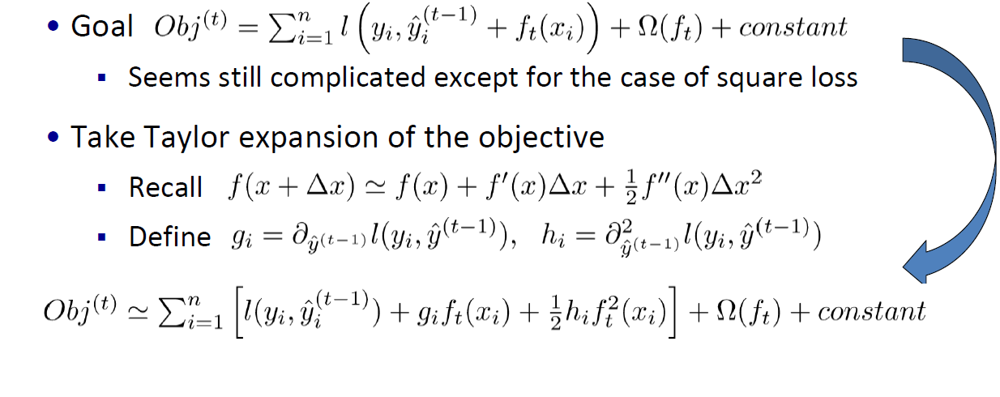 • Goal $Obj^{(t)} = \sum_{i=1}^{n} l\left(y_i, \hat{y}_i^{(t-1)} + f_t(x_i)\right) + \Omega(f_t) + constant$
▪ Seems still complicated except for the case of square loss
• Take Taylor expansion of the objective
▪ Recall $f(x + \Delta x) \simeq f(x) + f'(x)\Delta x + \frac{1}{2} f''(x)\Delta x^2$
▪ Define $g_i = \partial_{\hat{y}^{(t-1)}} l(y_i, \hat{y}^{(t-1)}), \ h_i = \partial^2_{\hat{y}^{(t-1)}} l(y_i, \hat{y}^{(t-1)})$
$Obj^{(t)} \simeq \sum_{i=1}^{n} \left[ l(y_i, \hat{y}_i^{(t-1)}) + g_i f_t(x_i) + \frac{1}{2} h_i f_t^2(x_i) \right] + \Omega(f_t) + constant$